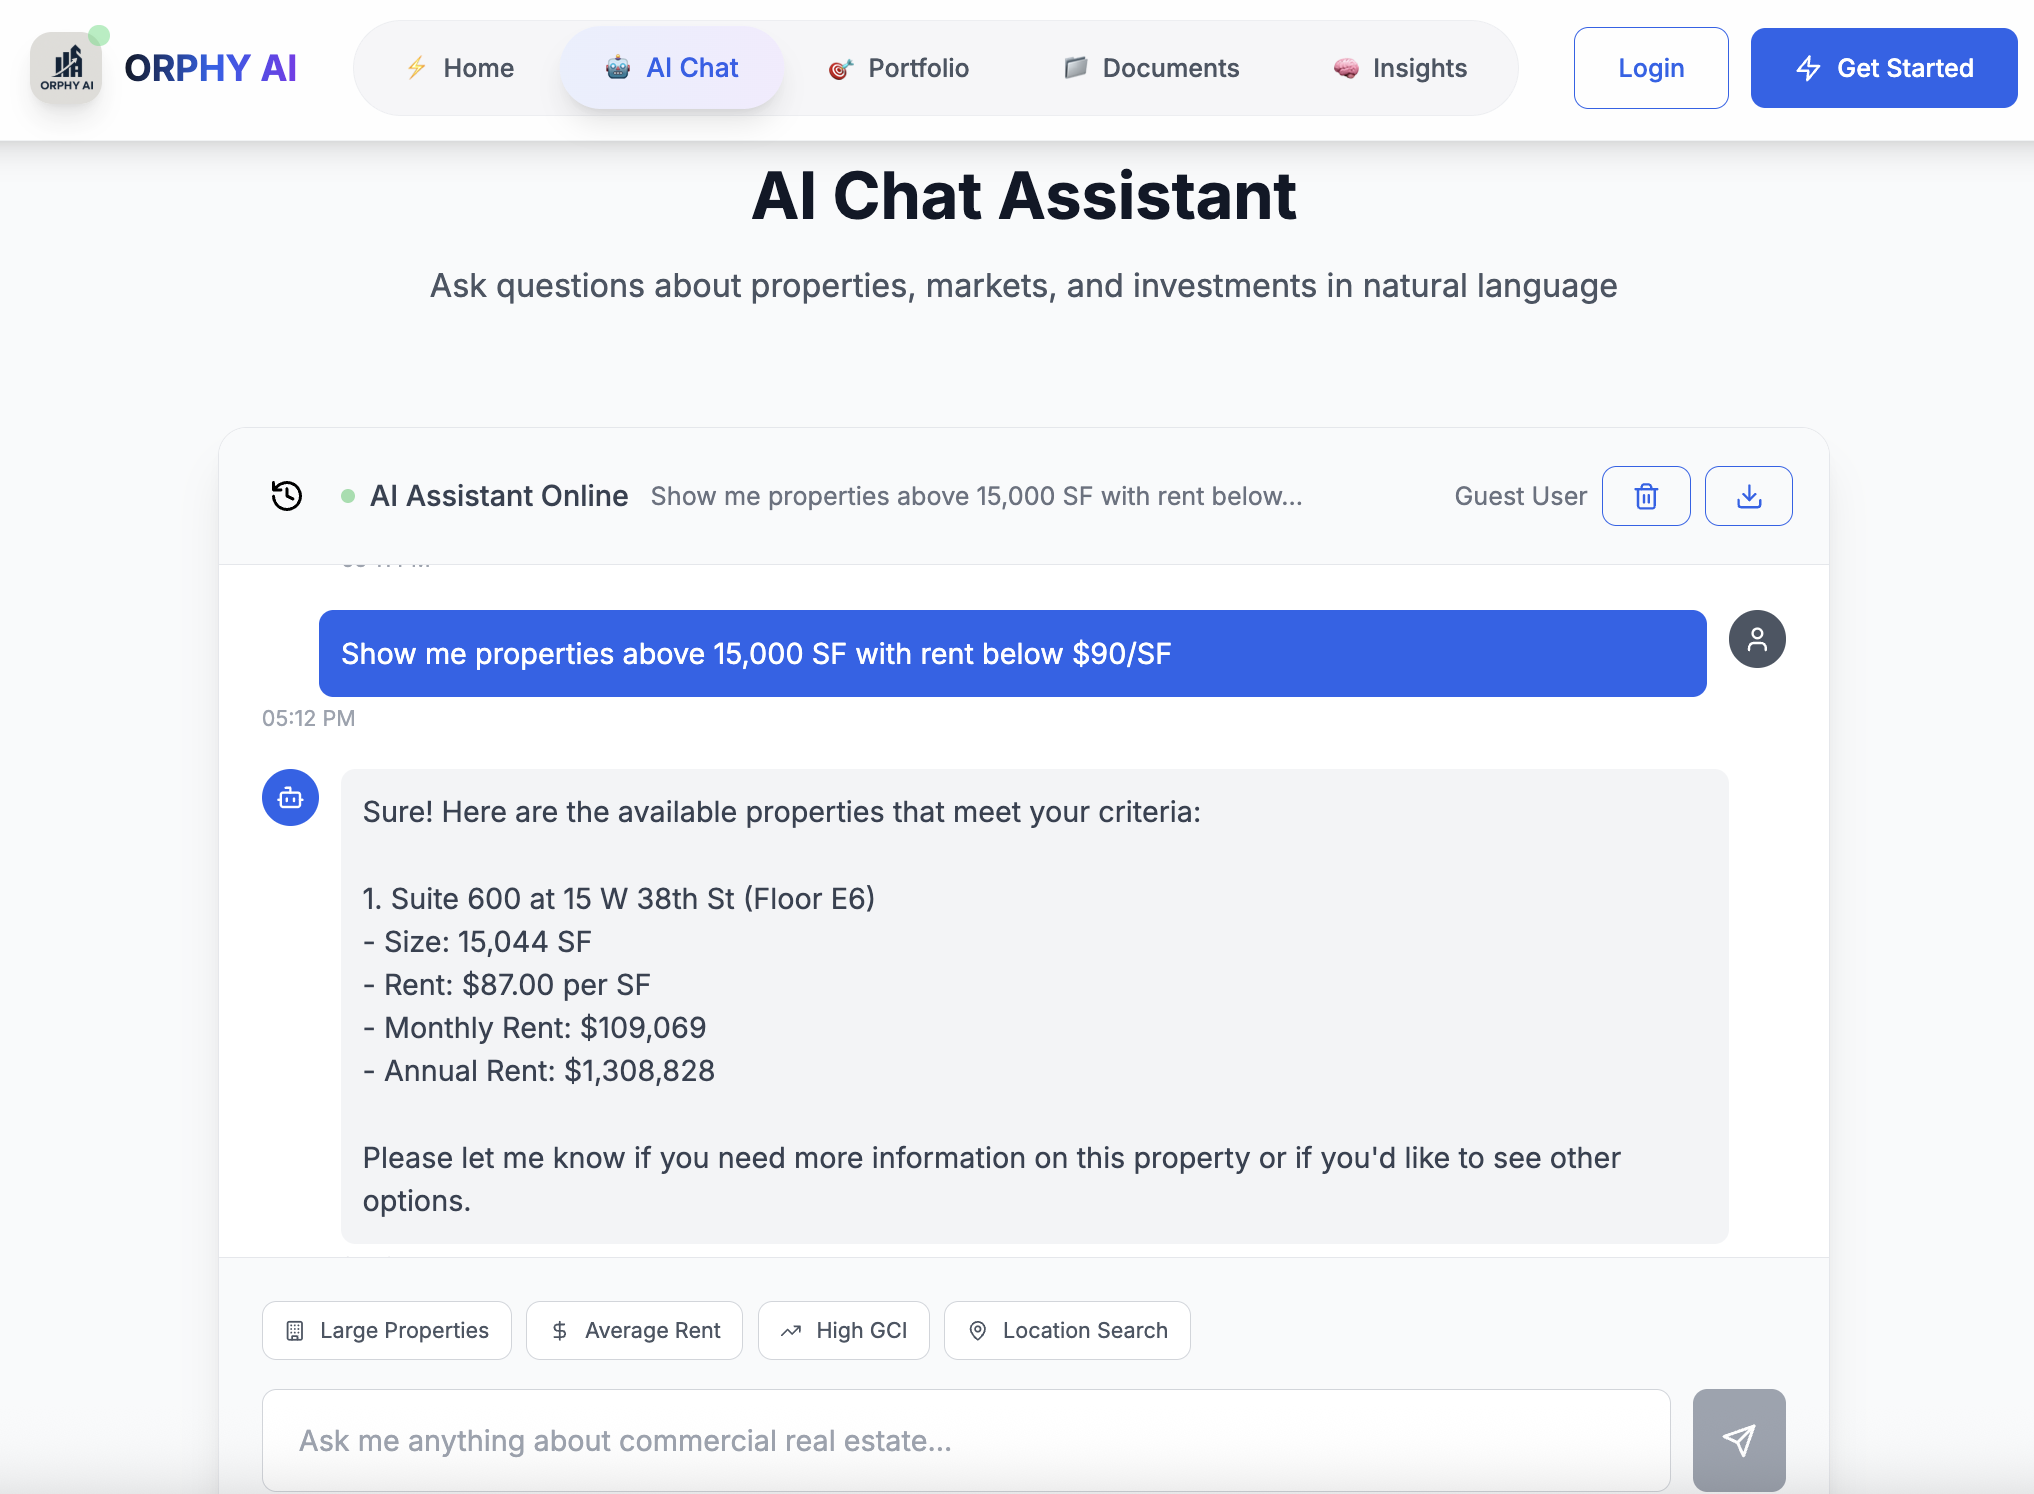 ORPHY AI
ORPHY AI
Home
AI Chat
Portfolio
Documents
Insights
Login
Get Started
AI Chat Assistant
Ask questions about properties, markets, and investments in natural language
AI Assistant Online
Show me properties above 15,000 SF with rent below...
Guest User
Show me properties above 15,000 SF with rent below $90/SF
05:12 PM
Sure! Here are the available properties that meet your criteria:
1. Suite 600 at 15 W 38th St (Floor E6)
- Size: 15,044 SF
- Rent: $87.00 per SF
- Monthly Rent: $109,069
- Annual Rent: $1,308,828
Please let me know if you need more information on this property or if you'd like to see other
options.
Large Properties
Average Rent
High GCI
Location Search
Ask me anything about commercial real estate...